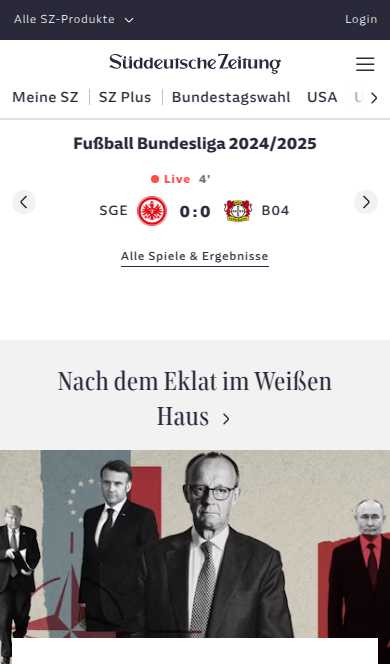 Alle SZ-Produkte
Login
Süddeutsche Zeitung
Meine SZ
SZ Plus
Bundestagswahl
USA
Fußball Bundesliga 2024/2025
Live 4'
SGE 0:0 B04
Alle Spiele & Ergebnisse
Nach dem Eklat im Weißen
Haus